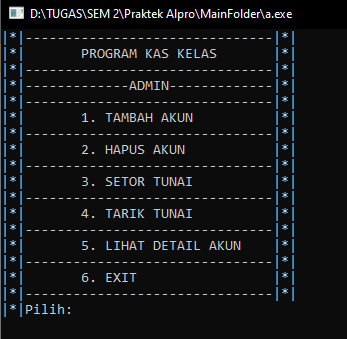 D:\TUGAS\SEM 2\Praktek Alpro\MainFolder\a.exe
|*|-------------------------------|*|
|*|       PROGRAM KAS KELAS       |*|
|*|-------------------------------|*|
|*|-------------ADMIN-------------|*|
|*|       1. TAMBAH AKUN          |*|
|*|-------------------------------|*|
|*|       2. HAPUS AKUN           |*|
|*|-------------------------------|*|
|*|       3. SETOR TUNAI          |*|
|*|-------------------------------|*|
|*|       4. TARIK TUNAI          |*|
|*|-------------------------------|*|
|*|       5. LIHAT DETAIL AKUN    |*|
|*|-------------------------------|*|
|*|       6. EXIT                 |*|
|*|-------------------------------|*|
|*|Pilih: